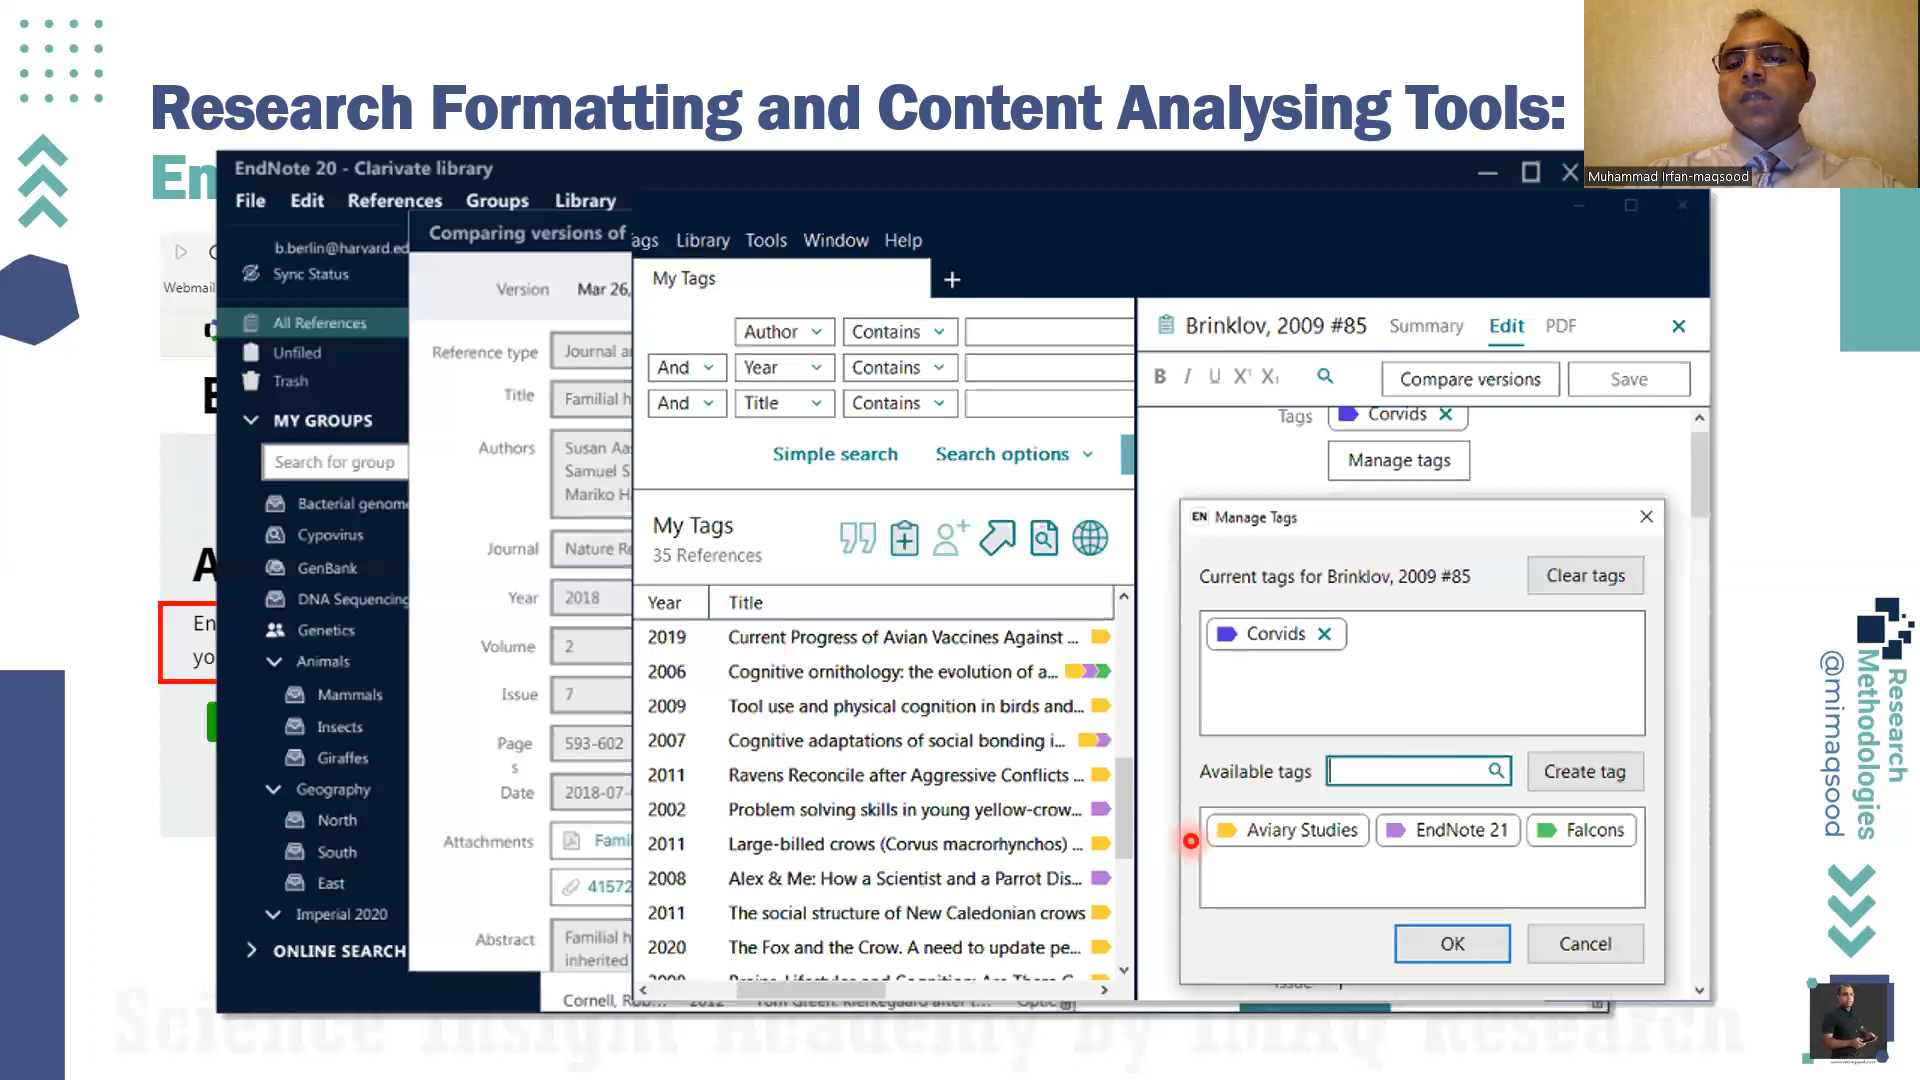 Research Formatting and Content Analysing Tools:
En
Muhammad Irfan-maqsood
EndNote 20 - Clarivate library
File Edit References Groups Library
b.berlin@harvard.ed
Sync Status
Webmail
All References
Unfiled
Trash
MY GROUPS
Search for group
Bacterial genom
Cypovirus
GenBank
DNA Sequencing
Genetics
Animals
Mammals
Insects
Giraffes
Geography
North
South
East
Imperial 2020
ONLINE SEARCH
En
yo
Comparing versions of
Version Mar 26,
Reference type Journal a
Title Familial h
Authors Susan Aa
Samuel S
Mariko H
Journal Nature Re
Year 2018
Volume 2
Issue 7
Pages 593-602
Date 2018-07-
Attachments Famil
41572
Abstract Familial h
inherited
ags Library Tools Window Help
My Tags +
Author Contains
And Year Contains
And Title Contains
Simple search Search options
My Tags
35 References
Year Title
2019 Current Progress of Avian Vaccines Against ...
2006 Cognitive ornithology: the evolution of a...
2009 Tool use and physical cognition in birds and...
2007 Cognitive adaptations of social bonding i...
2011 Ravens Reconcile after Aggressive Conflicts ...
2002 Problem solving skills in young yellow-crow...
2011 Large-billed crows (Corvus macrorhynchos) ...
2008 Alex & Me: How a Scientist and a Parrot Dis...
2011 The social structure of New Caledonian crows
2020 The Fox and the Crow. A need to update pe...
Brinklov, 2009 #85 Summary Edit PDF
B I U X¹ X₁ Compare versions Save
Tags Corvids
Manage tags
EN Manage Tags
Current tags for Brinklov, 2009 #85 Clear tags
Corvids
Available tags Create tag
Aviary Studies EndNote 21 Falcons
OK Cancel
Research
Methodologies
@mimaqsood
Science Insight Academy by IMAQ Research